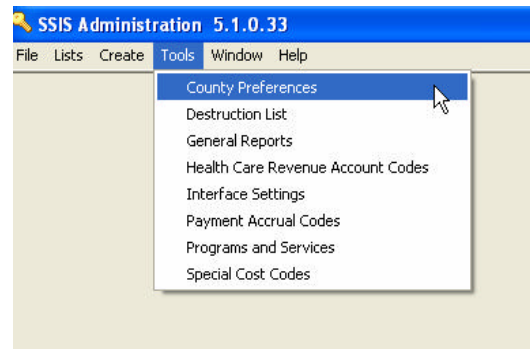 SSIS Administration 5.1.0.33
File Lists Create Tools Window Help
County Preferences
Destruction List
General Reports
Health Care Revenue Account Codes
Interface Settings
Payment Accrual Codes
Programs and Services
Special Cost Codes